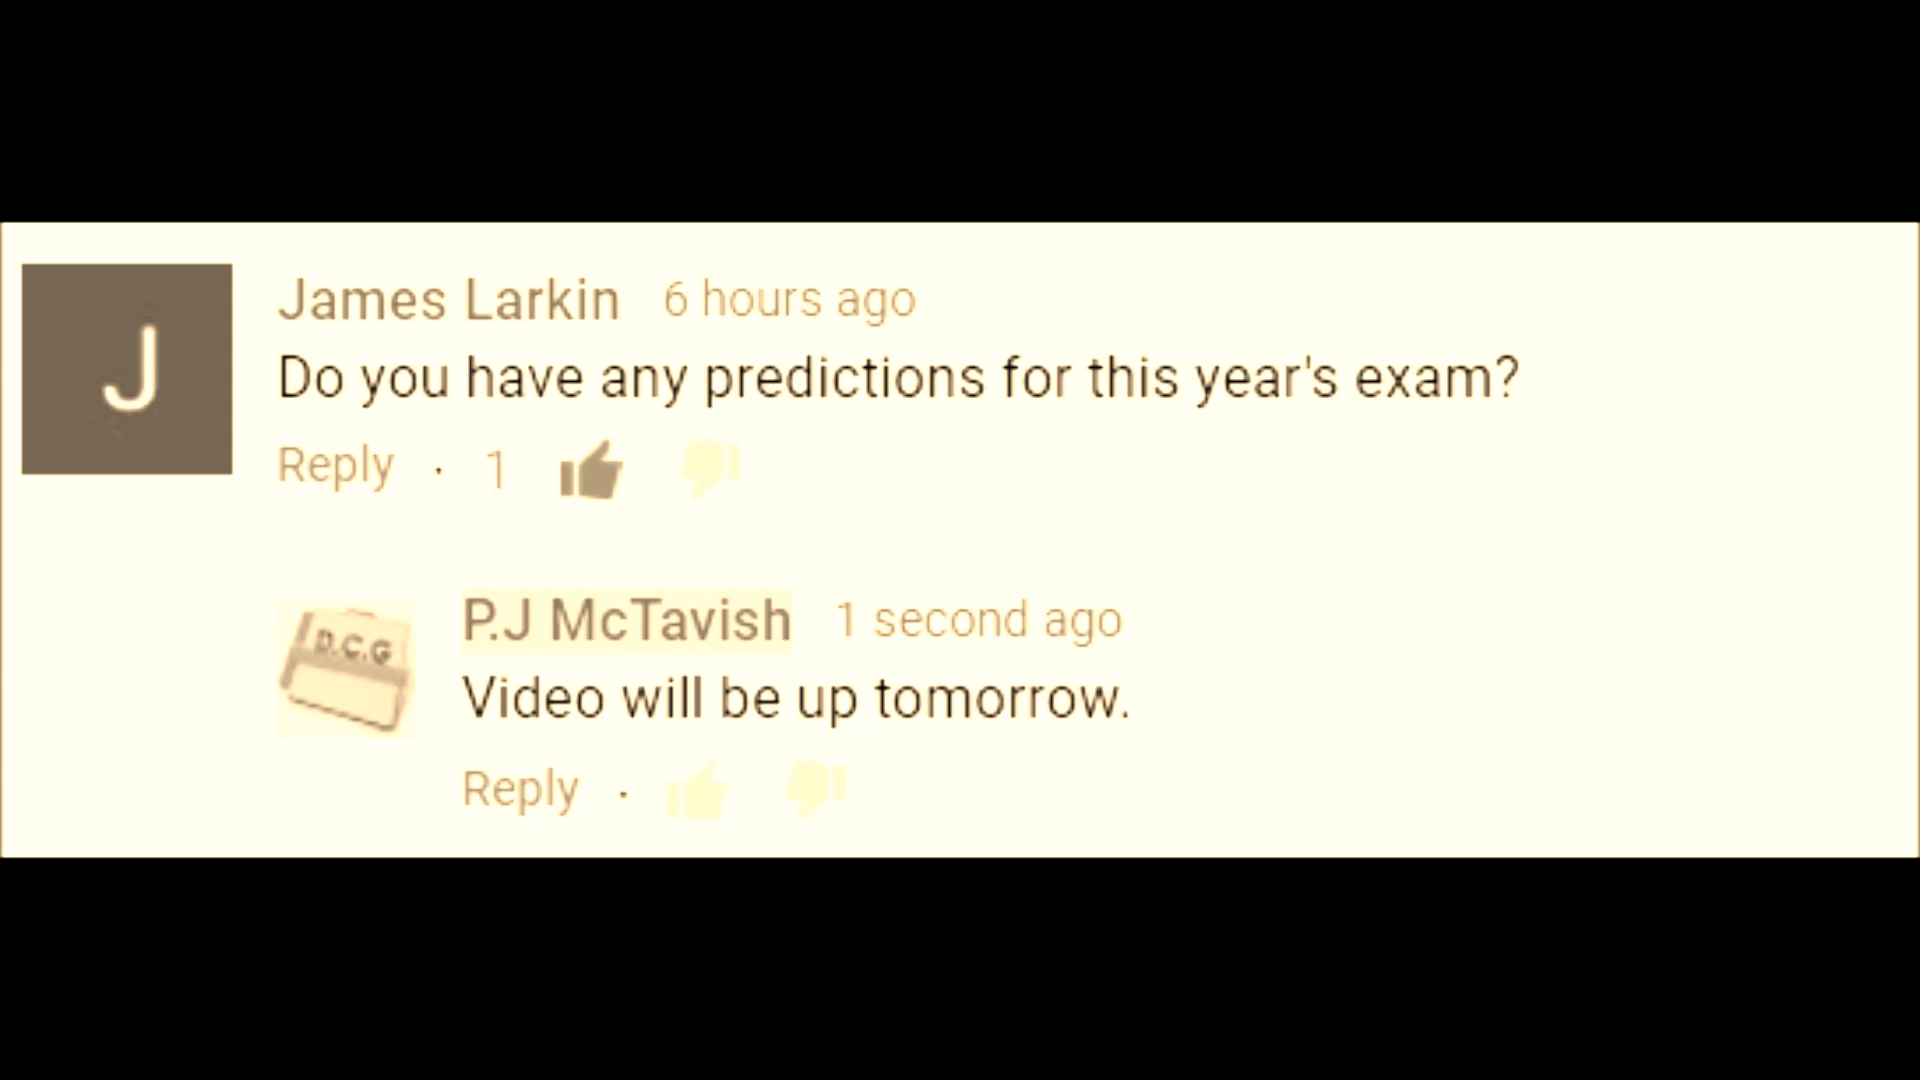 J
James Larkin 6 hours ago
Do you have any predictions for this year's exam?
Reply · 1
D.C.G
P.J McTavish 1 second ago
Video will be up tomorrow.
Reply ·